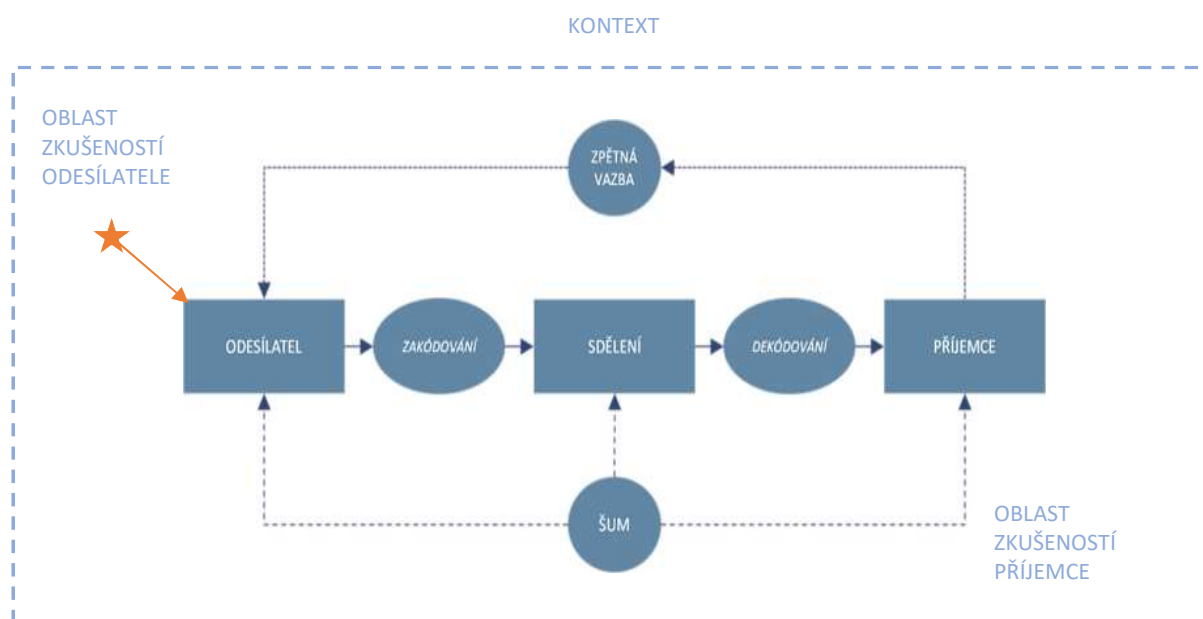 KONTEXT
OBLAST
ZKUŠENOSTÍ
ODESÍLATELE
ZPĚTNÁ
VAZBA
ODESÍLATEL
ZAKÓDOVÁNÍ
SDĚLENÍ
DEKÓDOVÁNÍ
PŘÍJEMCE
ŠUM
OBLAST
ZKUŠENOSTÍ
PŘÍJEMCE